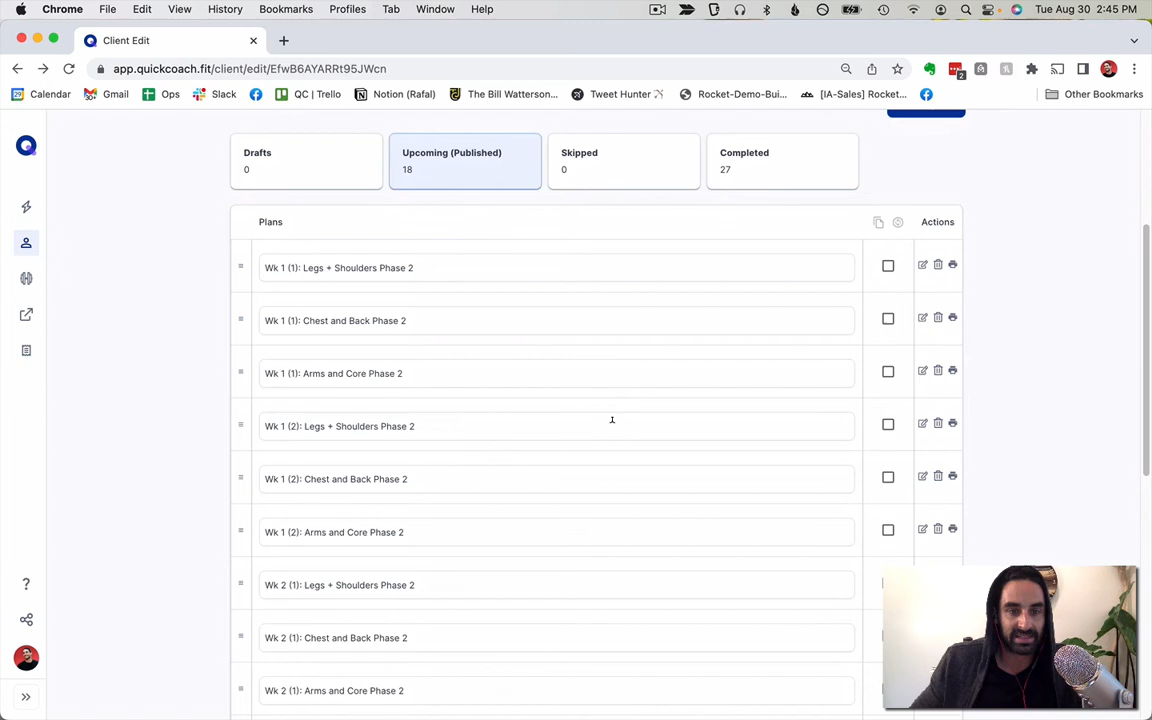 Chrome File Edit View History Bookmarks Profiles Tab Window Help Tue Aug 30 2:45 PM
Client Edit
app.quickcoach.fit/client/edit/EfwB6AYARRt95JWcn
2
Calendar Gmail Ops Slack QC | Trello Notion (Rafal) The Bill Watterson... Tweet Hunter Rocket-Demo-Bui... [IA-Sales] Rocket... Other Bookmarks
Drafts Upcoming (Published) Skipped Completed
0 18 0 27
Plans Actions
Wk 1 (1): Legs + Shoulders Phase 2
Wk 1 (1): Chest and Back Phase 2
Wk 1 (1): Arms and Core Phase 2
Wk 1 (2): Legs + Shoulders Phase 2
Wk 1 (2): Chest and Back Phase 2
Wk 1 (2): Arms and Core Phase 2
Wk 2 (1): Legs + Shoulders Phase 2
Wk 2 (1): Chest and Back Phase 2
Wk 2 (1): Arms and Core Phase 2